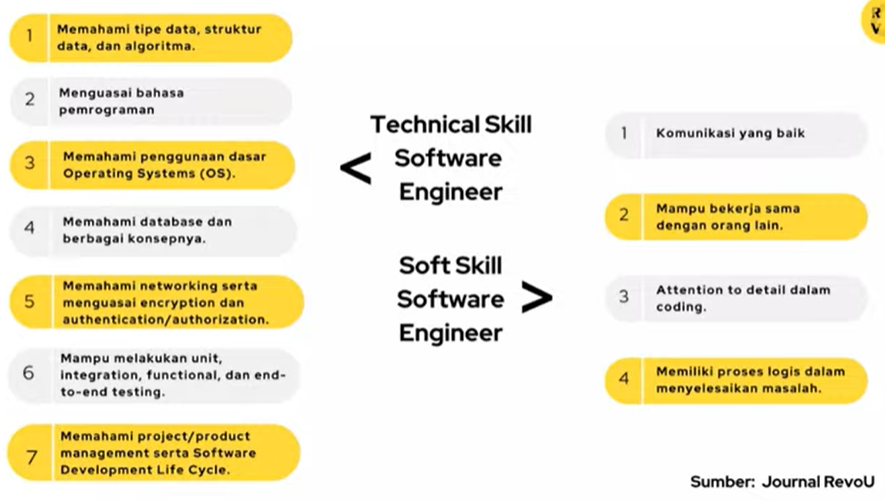 1
Memahami tipe data, struktur
data, dan algoritma.
2
Menguasai bahasa
pemrograman
3
Memahami penggunaan dasar
Operating Systems (OS).
4
Memahami database dan
berbagai konsepnya.
5
Memahami networking serta
menguasai encryption dan
authentication/authorization.
6
Mampu melakukan unit,
integration, functional, dan end-
to-end testing.
7
Memahami project/product
management serta Software
Development Life Cycle.
<
Technical Skill
Software
Engineer
Soft Skill
Software
Engineer
>
1
Komunikasi yang baik
2
Mampu bekerja sama
dengan orang lain.
3
Attention to detail dalam
coding.
4
Memiliki proses logis dalam
menyelesaikan masalah.
R
V
Sumber: Journal RevoU